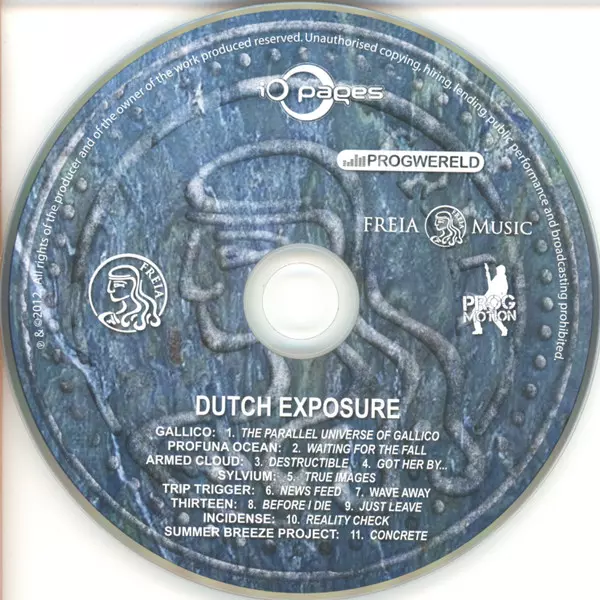 ℗ & © 2012. All rights of the producer and of the owner of the work produced reserved. Unauthorised copying, hiring, lending, public performance and broadcasting prohibited.
iO pages
PROGWERELD
FREIA FREIA MUSIC
FREIA
PROG
MOTION
DUTCH EXPOSURE
GALLICO: 1. THE PARALLEL UNIVERSE OF GALLICO
PROFUNA OCEAN: 2. WAITING FOR THE FALL
ARMED CLOUD: 3. DESTRUCTIBLE 4. GOT HER BY...
SYLVIUM: 5. TRUE IMAGES
TRIP TRIGGER: 6. NEWS FEED 7. WAVE AWAY
THIRTEEN: 8. BEFORE I DIE 9. JUST LEAVE
INCIDENSE: 10. REALITY CHECK
SUMMER BREEZE PROJECT: 11. CONCRETE